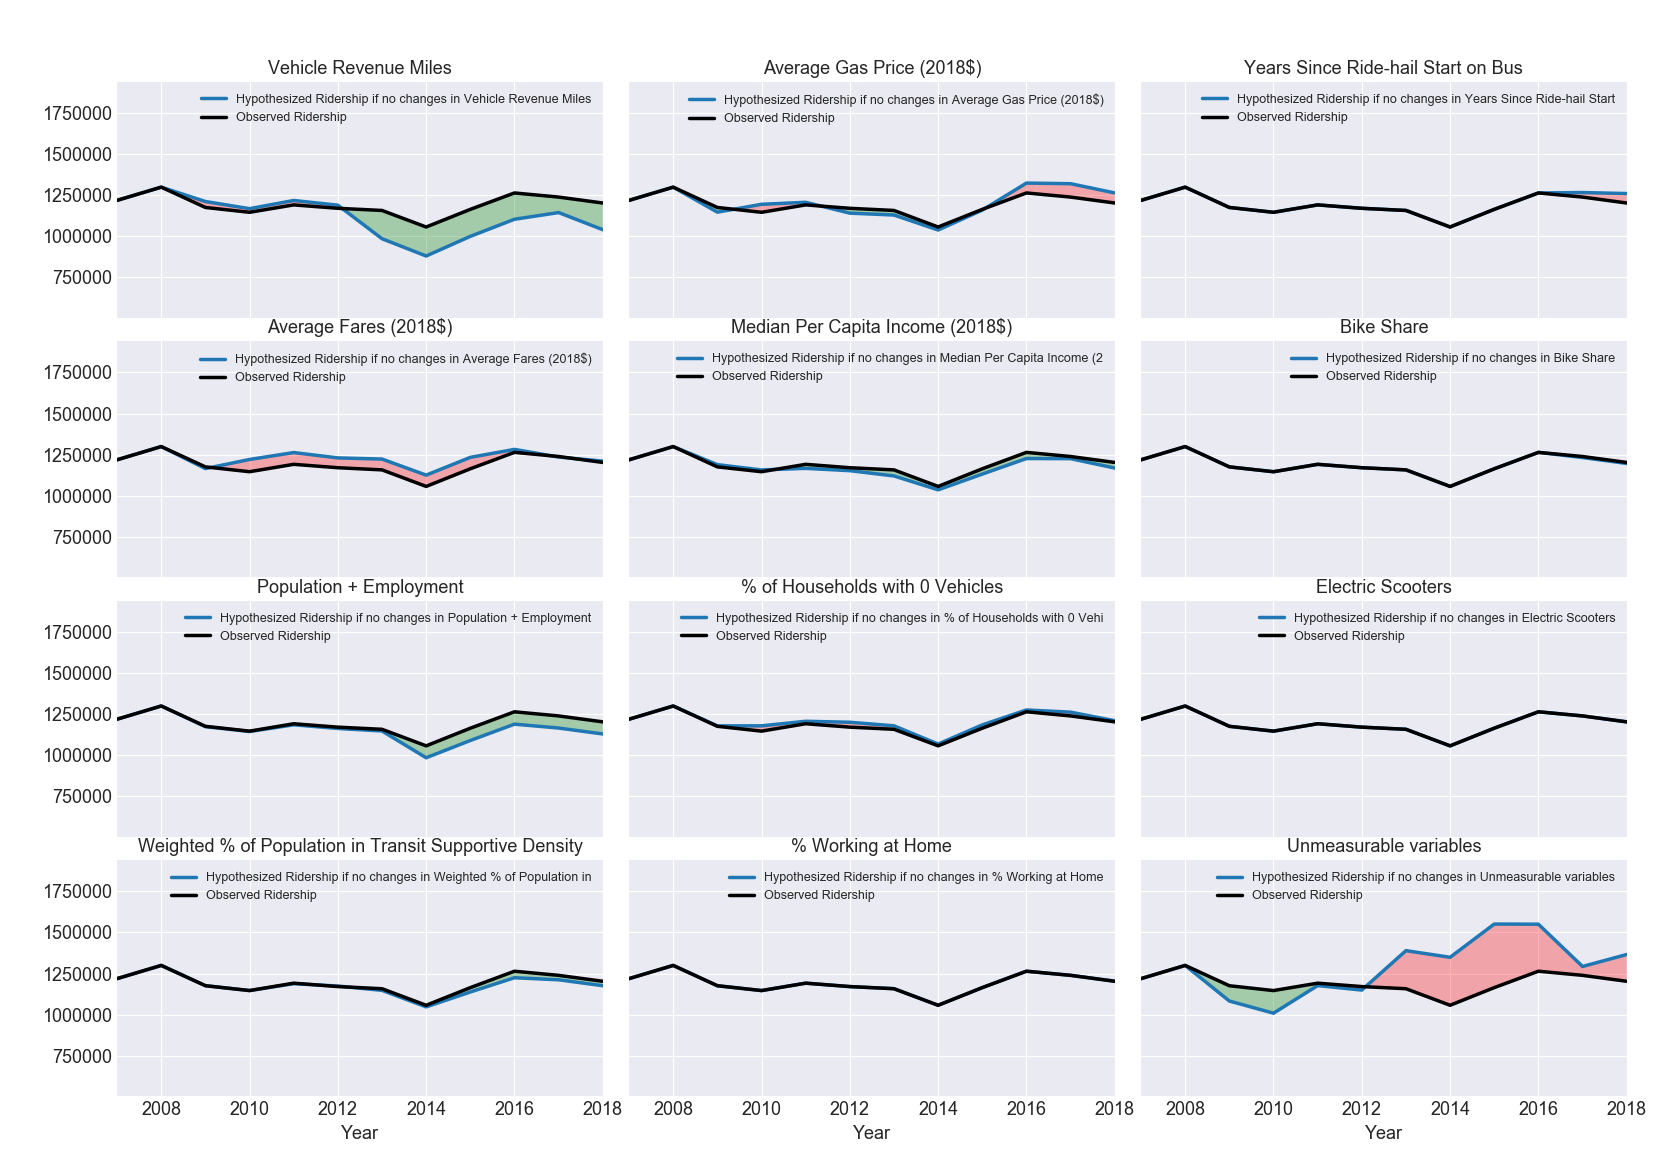 Vehicle Revenue Miles
Hypothesized Ridership if no changes in Vehicle Revenue Miles
Observed Ridership
1750000
1500000
1250000
1000000
750000
Average Gas Price (2018$)
Hypothesized Ridership if no changes in Average Gas Price (2018$)
Observed Ridership
Years Since Ride-hail Start on Bus
Hypothesized Ridership if no changes in Years Since Ride-hail Start
Observed Ridership
Average Fares (2018$)
Hypothesized Ridership if no changes in Average Fares (2018$)
Observed Ridership
1750000
1500000
1250000
1000000
750000
Median Per Capita Income (2018$)
Hypothesized Ridership if no changes in Median Per Capita Income (2
Observed Ridership
Bike Share
Hypothesized Ridership if no changes in Bike Share
Observed Ridership
Population + Employment
Hypothesized Ridership if no changes in Population + Employment
Observed Ridership
1750000
1500000
1250000
1000000
750000
% of Households with 0 Vehicles
Hypothesized Ridership if no changes in % of Households with 0 Vehi
Observed Ridership
Electric Scooters
Hypothesized Ridership if no changes in Electric Scooters
Observed Ridership
Weighted % of Population in Transit Supportive Density
Hypothesized Ridership if no changes in Weighted % of Population in
Observed Ridership
1750000
1500000
1250000
1000000
750000
2008 2010 2012 2014 2016 2018
Year
% Working at Home
Hypothesized Ridership if no changes in % Working at Home
Observed Ridership
2008 2010 2012 2014 2016 2018
Year
Unmeasurable variables
Hypothesized Ridership if no changes in Unmeasurable variables
Observed Ridership
2008 2010 2012 2014 2016 2018
Year